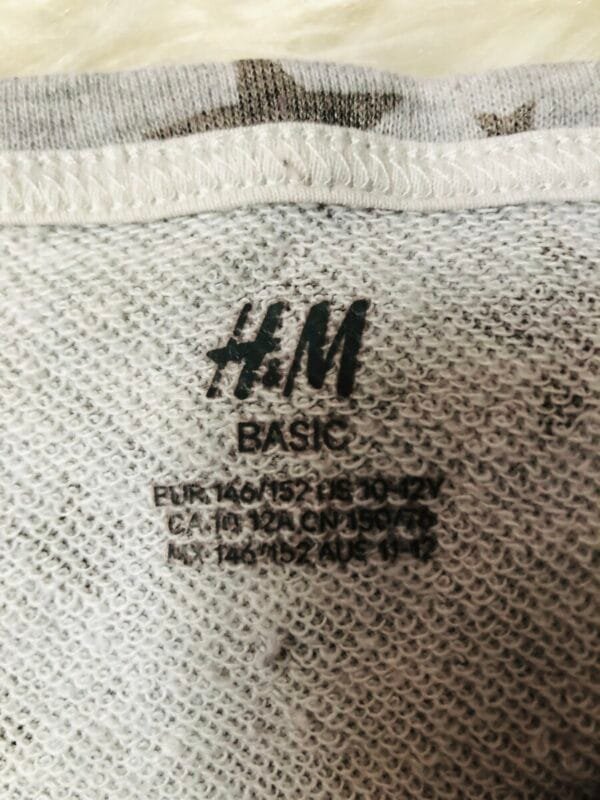 H&M
BASIC
EUR 146/152 US 10-12Y
CA 10-12A CN 150/76
MX 146/152 AUS 11-12